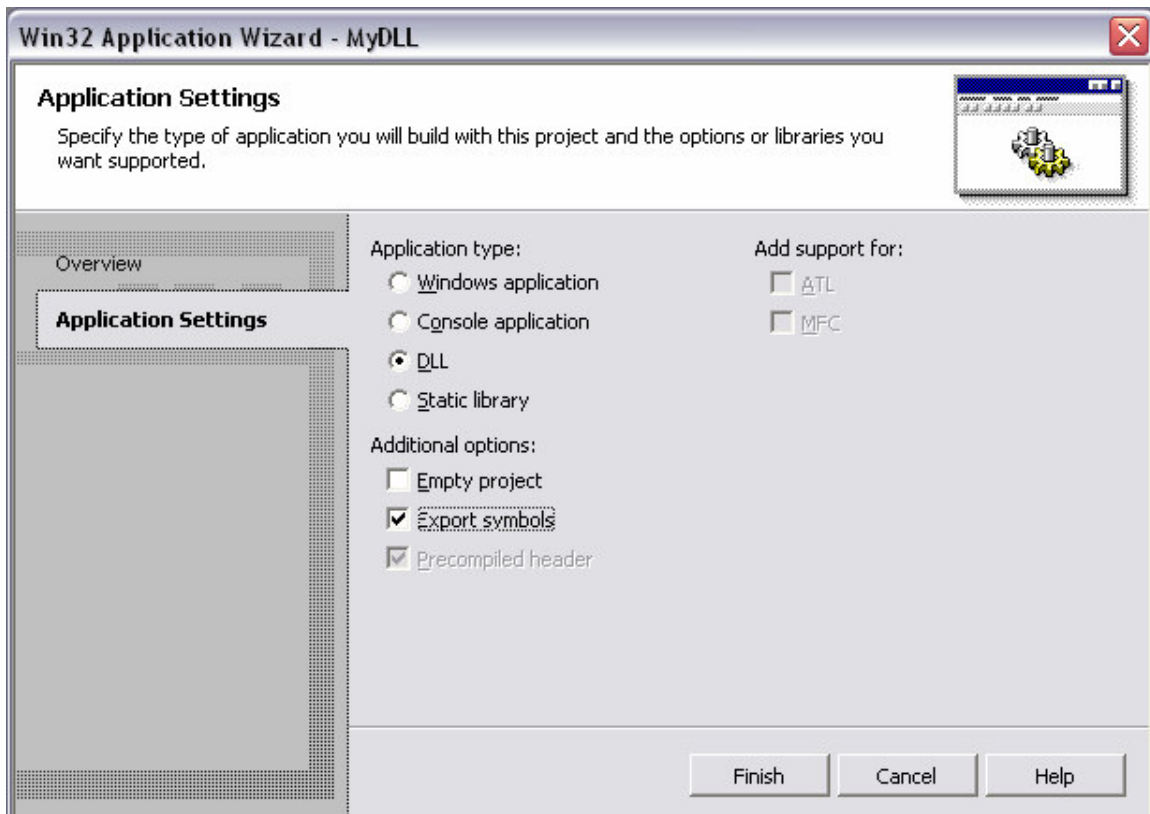 Win32 Application Wizard - MyDLL
Application Settings
Specify the type of application you will build with this project and the options or libraries you
want supported.
Overview
Application Settings
Application type:
Windows application
Console application
DLL
Static library
Additional options:
Empty project
Export symbols
Precompiled header
Add support for:
ATL
MFC
Finish
Cancel
Help